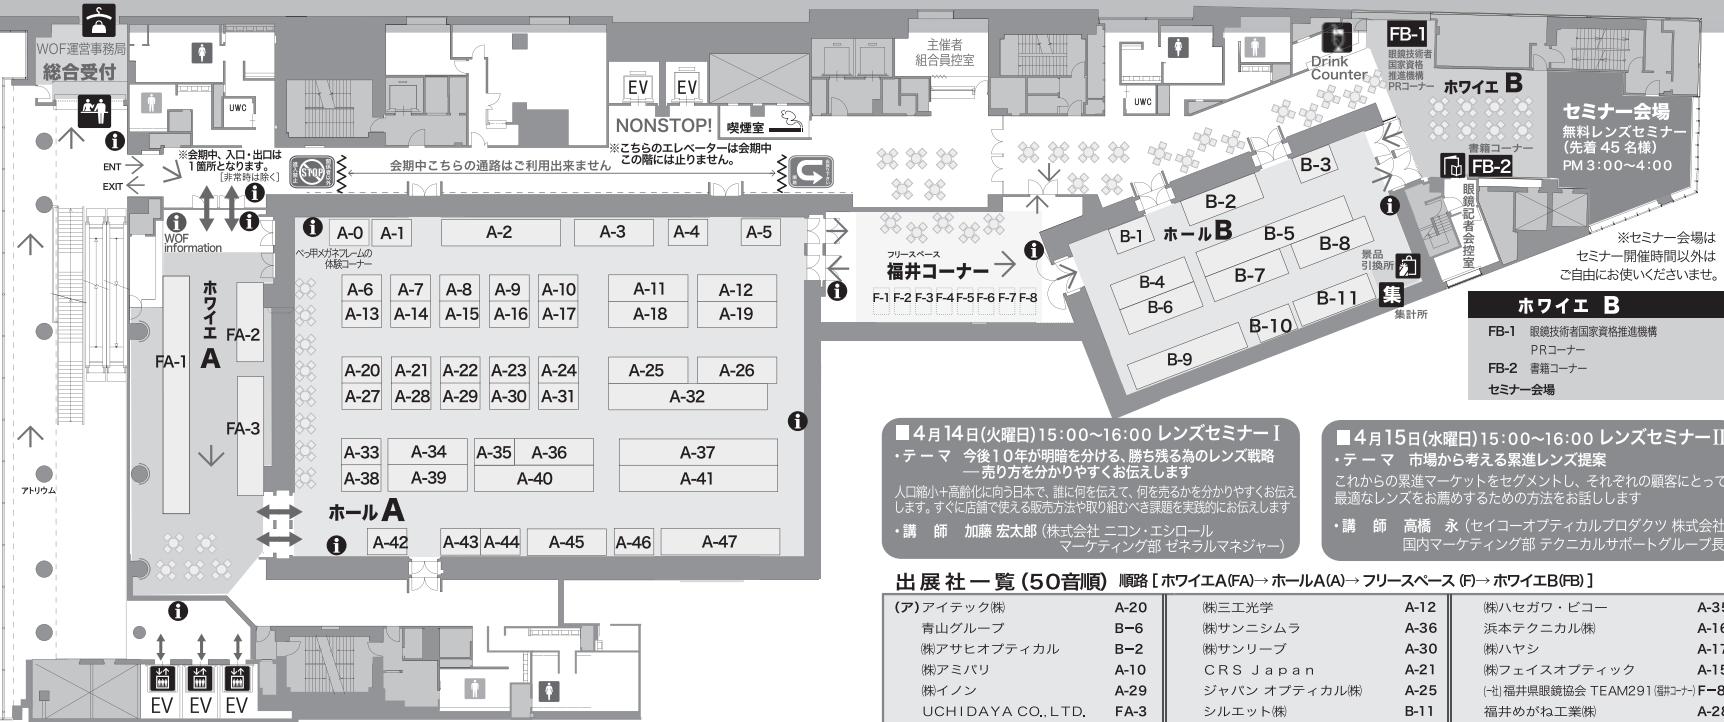 WOF運営事務局
総合受付
UWC
ENT
EXIT
※会期中、入口・出口は
1箇所となります。
[非常時は除く]
WOF
information
STOP
会期中こちらの通路はご利用出来ません
EV
EV
NONSTOP!
喫煙室
※こちらのエレベーターは会期中
この階には止りません。
主催者
組合員控室
UWC
Drink
Counter
FB-1
眼鏡技術者
国家資格
推進機構
PRコーナー
ホワイエ B
書籍コーナー
FB-2
セミナー会場
無料レンズセミナー
(先着 45 名様)
PM 3:00～4:00
眼鏡記者会控室
※セミナー会場は
セミナー開催時間以外は
ご自由にお使いくださいませ。
景品
引換所
集
集計所
ホワイエ B
FB-1 眼鏡技術者国家資格推進機構
PRコーナー
FB-2 書籍コーナー
セミナー会場
アトリウム
ホワイエ A
FA-1
FA-2
FA-3
べっ甲メガネフレームの
体験コーナー
A-0 A-1 A-2 A-3 A-4 A-5
A-6 A-7 A-8 A-9 A-10 A-11 A-12
A-13 A-14 A-15 A-16 A-17 A-18 A-19
A-20 A-21 A-22 A-23 A-24 A-25 A-26
A-27 A-28 A-29 A-30 A-31 A-32
A-33 A-34 A-35 A-36 A-37
A-38 A-39 A-40 A-41
ホール A
A-42 A-43 A-44 A-45 A-46 A-47
フリースペース
福井コーナー
F-1 F-2 F-3 F-4 F-5 F-6 F-7 F-8
ホール B
B-1
B-2
B-3
B-4
B-5
B-6
B-7
B-8
B-9
B-10
B-11
EV
EV
EV
■4月14日(火曜日)15:00～16:00 レンズセミナーⅠ
・テーマ 今後10年が明暗を分ける、勝ち残る為のレンズ戦略
―売り方を分かりやすくお伝えします
人口縮小+高齢化に向う日本で、誰に何を伝えて、何を売るかを分かりやすくお伝え
します。すぐに店舗で使える販売方法や取り組むべき課題を実践的にお伝えします
・講 師 加藤 宏太郎 (株式会社 ニコン・エシロール
マーケティング部 ゼネラルマネジャー)
■4月15日(水曜日)15:00～16:00 レンズセミナーⅡ
・テーマ 市場から考える累進レンズ提案
これからの累進マーケットをセグメントし、それぞれの顧客にとって
最適なレンズをお薦めするための方法をお話しします
・講 師 高橋 永 (セイコーオプティカルプロダクツ 株式会社
国内マーケティング部 テクニカルサポートグループ長
出展社一覧(50音順) 順路 [ ホワイエA(FA)→ ホールA(A)→ フリースペース (F)→ ホワイエB(FB) ]
(ア)アイテック㈱ A-20
青山グループ B-6
㈱アサヒオプティカル B-2
㈱アミパリ A-10
㈱イノン A-29
UCHIDAYA CO., LTD. FA-3
㈱三工光学 A-12
㈱サンニシムラ A-36
㈱サンリーブ A-30
CRS Japan A-21
ジャパン オプティカル㈱ A-25
シルエット㈱ B-11
㈱ハセガワ・ビコー A-35
浜本テクニカル㈱ A-16
㈱ハヤシ A-17
㈱フェイスオプティック A-15
(一社)福井県眼鏡協会 TEAM291(福井コーナー) F-8
福井めがね工業㈱ A-28